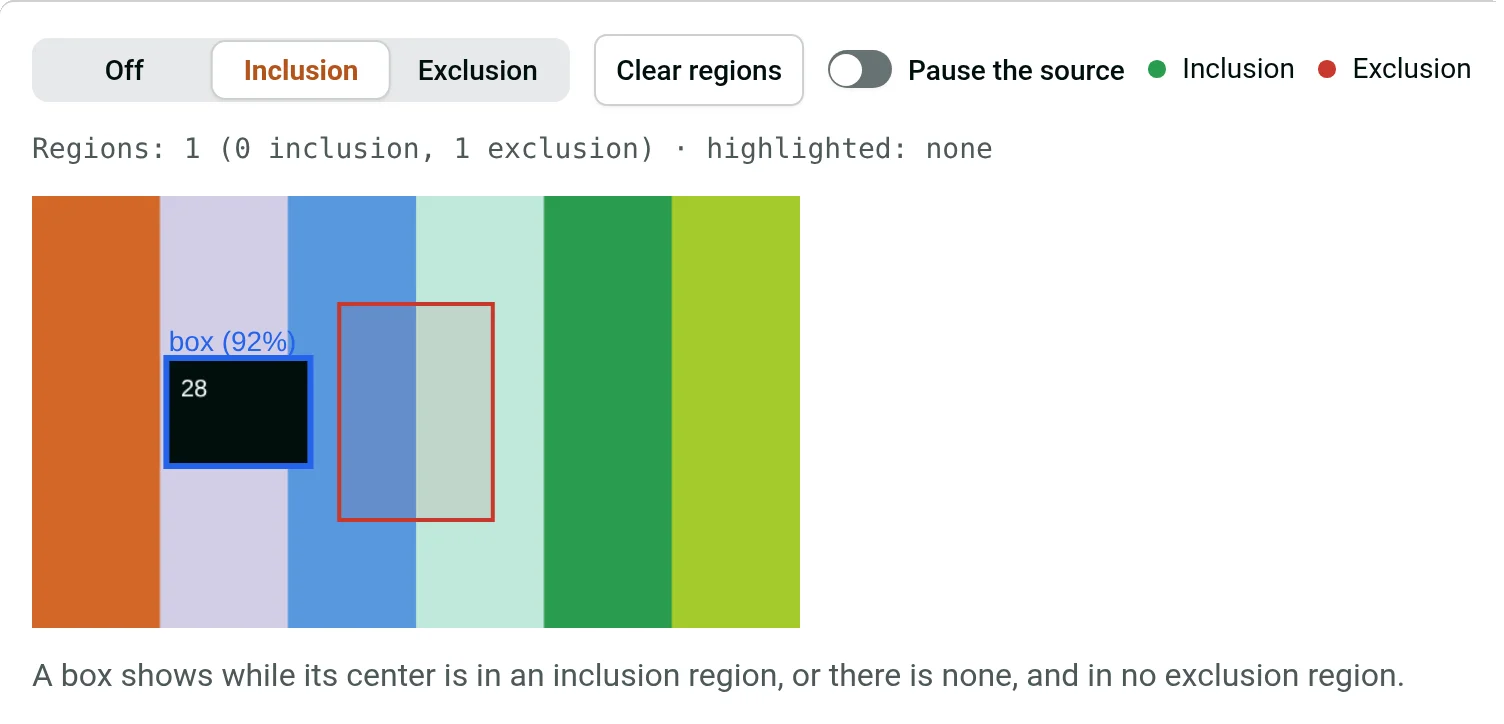 Off Inclusion Exclusion Clear regions Pause the source Inclusion Exclusion
Regions: 1 (0 inclusion, 1 exclusion) · highlighted: none
box (92%)
28
A box shows while its center is in an inclusion region, or there is none, and in no exclusion region.